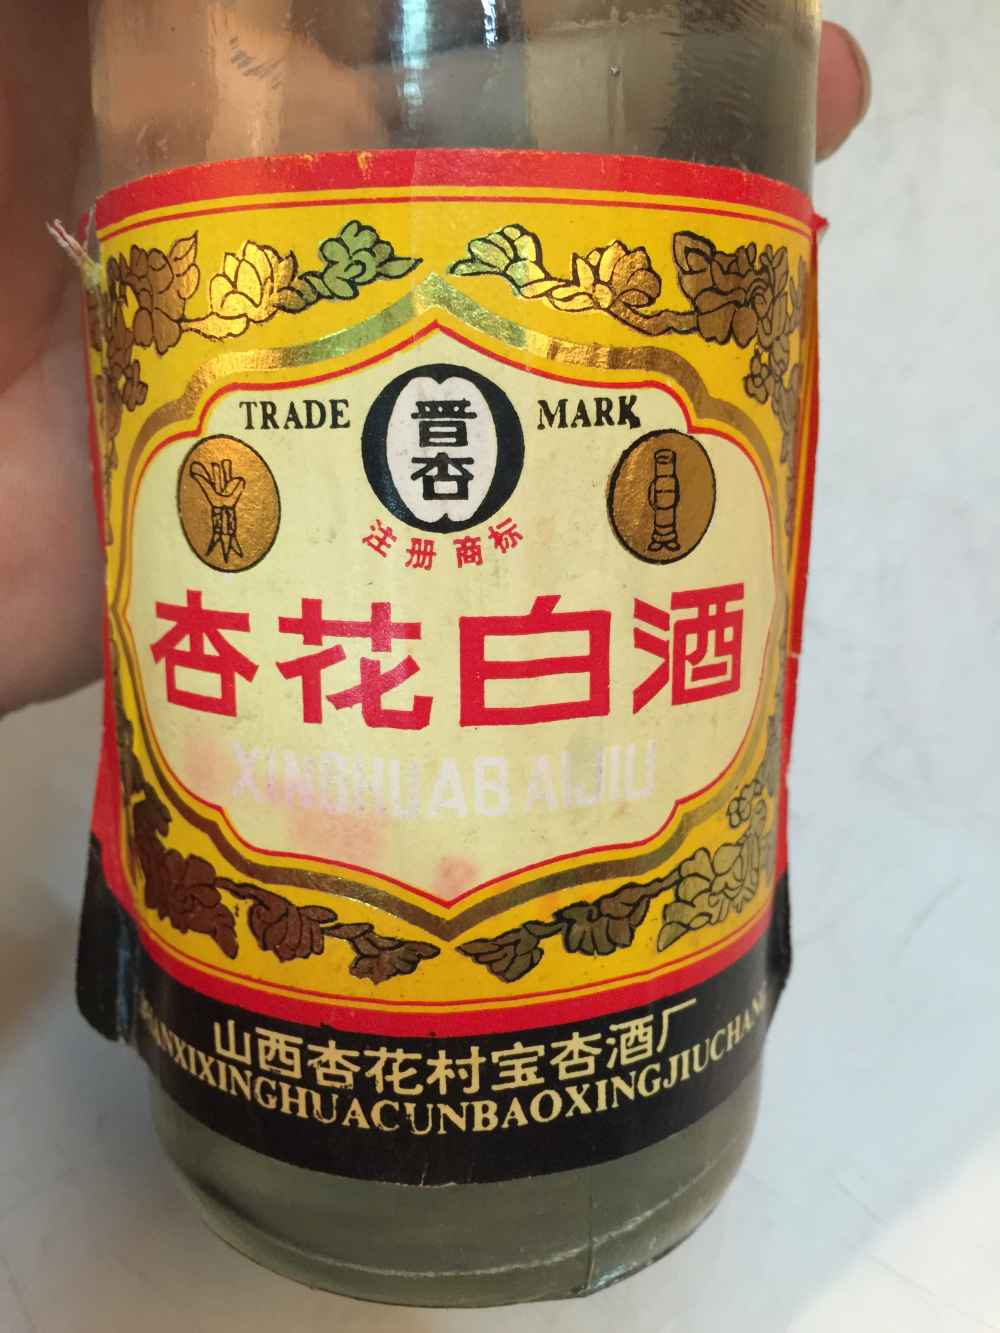 TRADE MARK
晋
杏
注册商标
杏花白酒
XINGHUABAIJIU
山西杏花村宝杏酒厂
SHANXIXINGHUACUNBAOXINGJIUCHANG